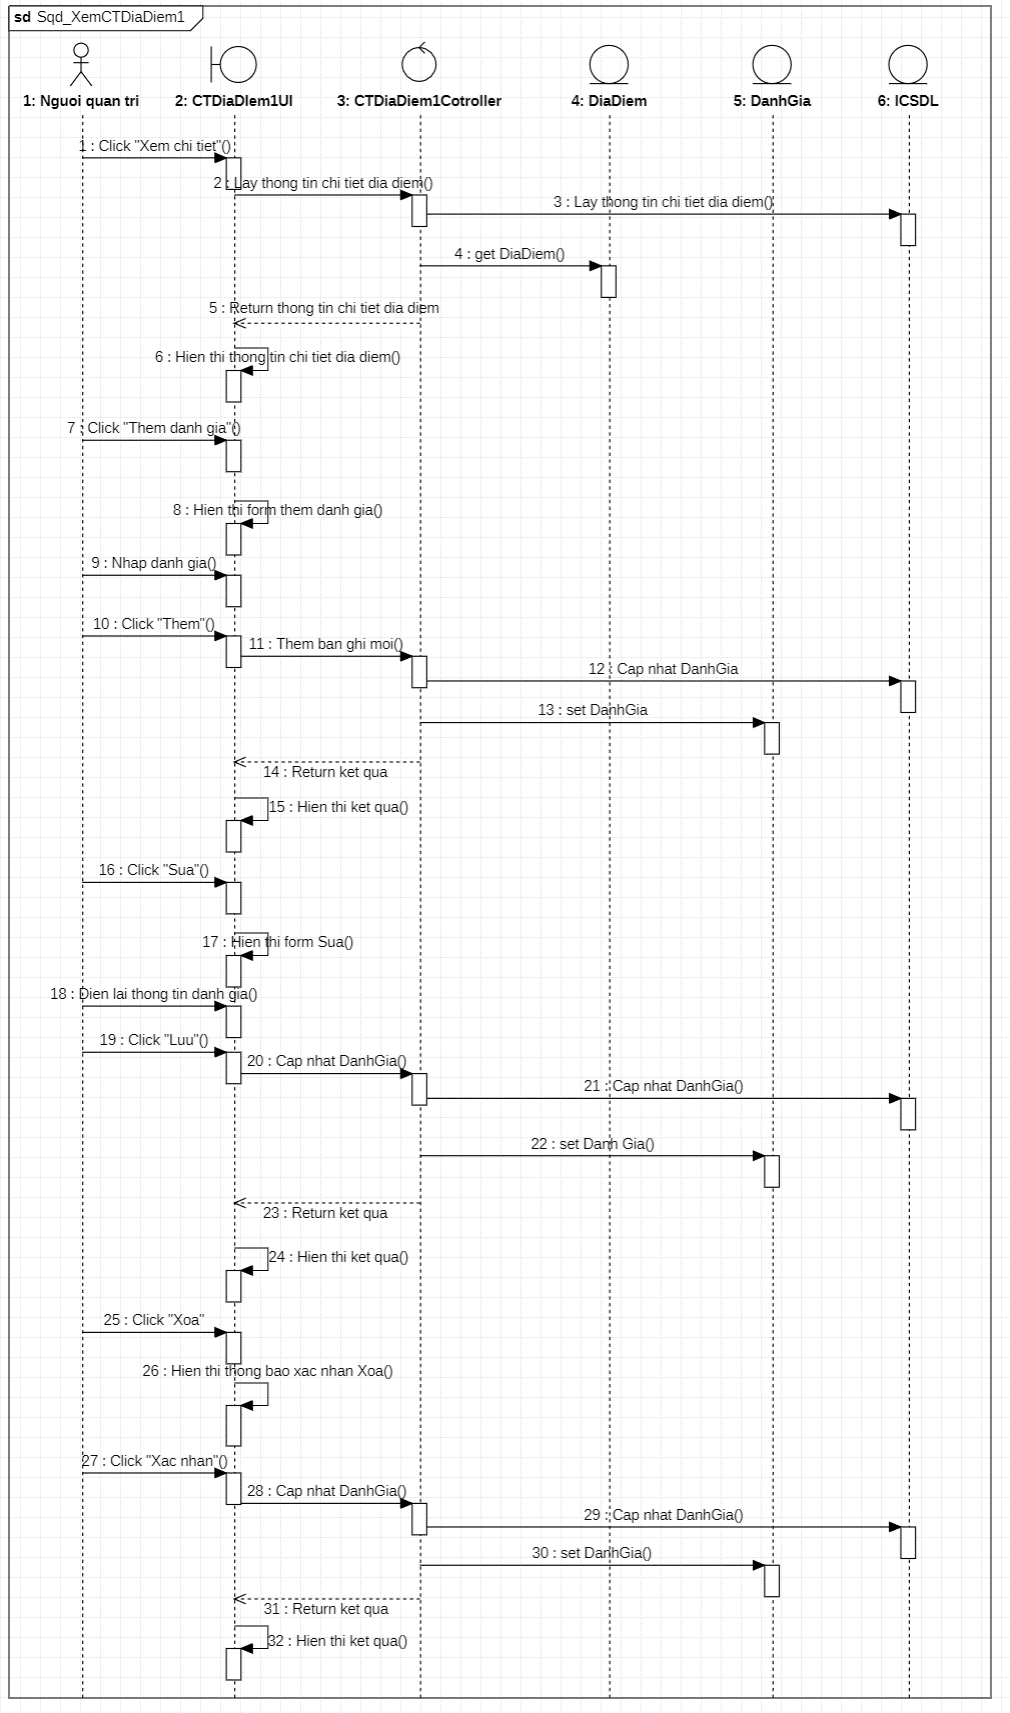 sd Sqd_XemCTDiaDiem1
1: Nguoi quan tri
2: CTDiaDIem1UI
3: CTDiaDiem1Cotroller
4: DiaDiem
5: DanhGia
6: ICSDL
1 : Click "Xem chi tiet"()
2 : Lay thong tin chi tiet dia diem()
3 : Lay thong tin chi tiet dia diem()
4 : get DiaDiem()
5 : Return thong tin chi tiet dia diem
6 : Hien thi thong tin chi tiet dia diem()
7 : Click "Them danh gia"()
8 : Hien thi form them danh gia()
9 : Nhap danh gia()
10 : Click "Them"()
11 : Them ban ghi moi()
12 : Cap nhat DanhGia
13 : set DanhGia
14 : Return ket qua
15 : Hien thi ket qua()
16 : Click "Sua"()
17 : Hien thi form Sua()
18 : Dien lai thong tin danh gia()
19 : Click "Luu"()
20 : Cap nhat DanhGia()
21 : Cap nhat DanhGia()
22 : set Danh Gia()
23 : Return ket qua
24 : Hien thi ket qua()
25 : Click "Xoa"
26 : Hien thi thong bao xac nhan Xoa()
27 : Click "Xac nhan"()
28 : Cap nhat DanhGia()
29 : Cap nhat DanhGia()
30 : set DanhGia()
31 : Return ket qua
32 : Hien thi ket qua()